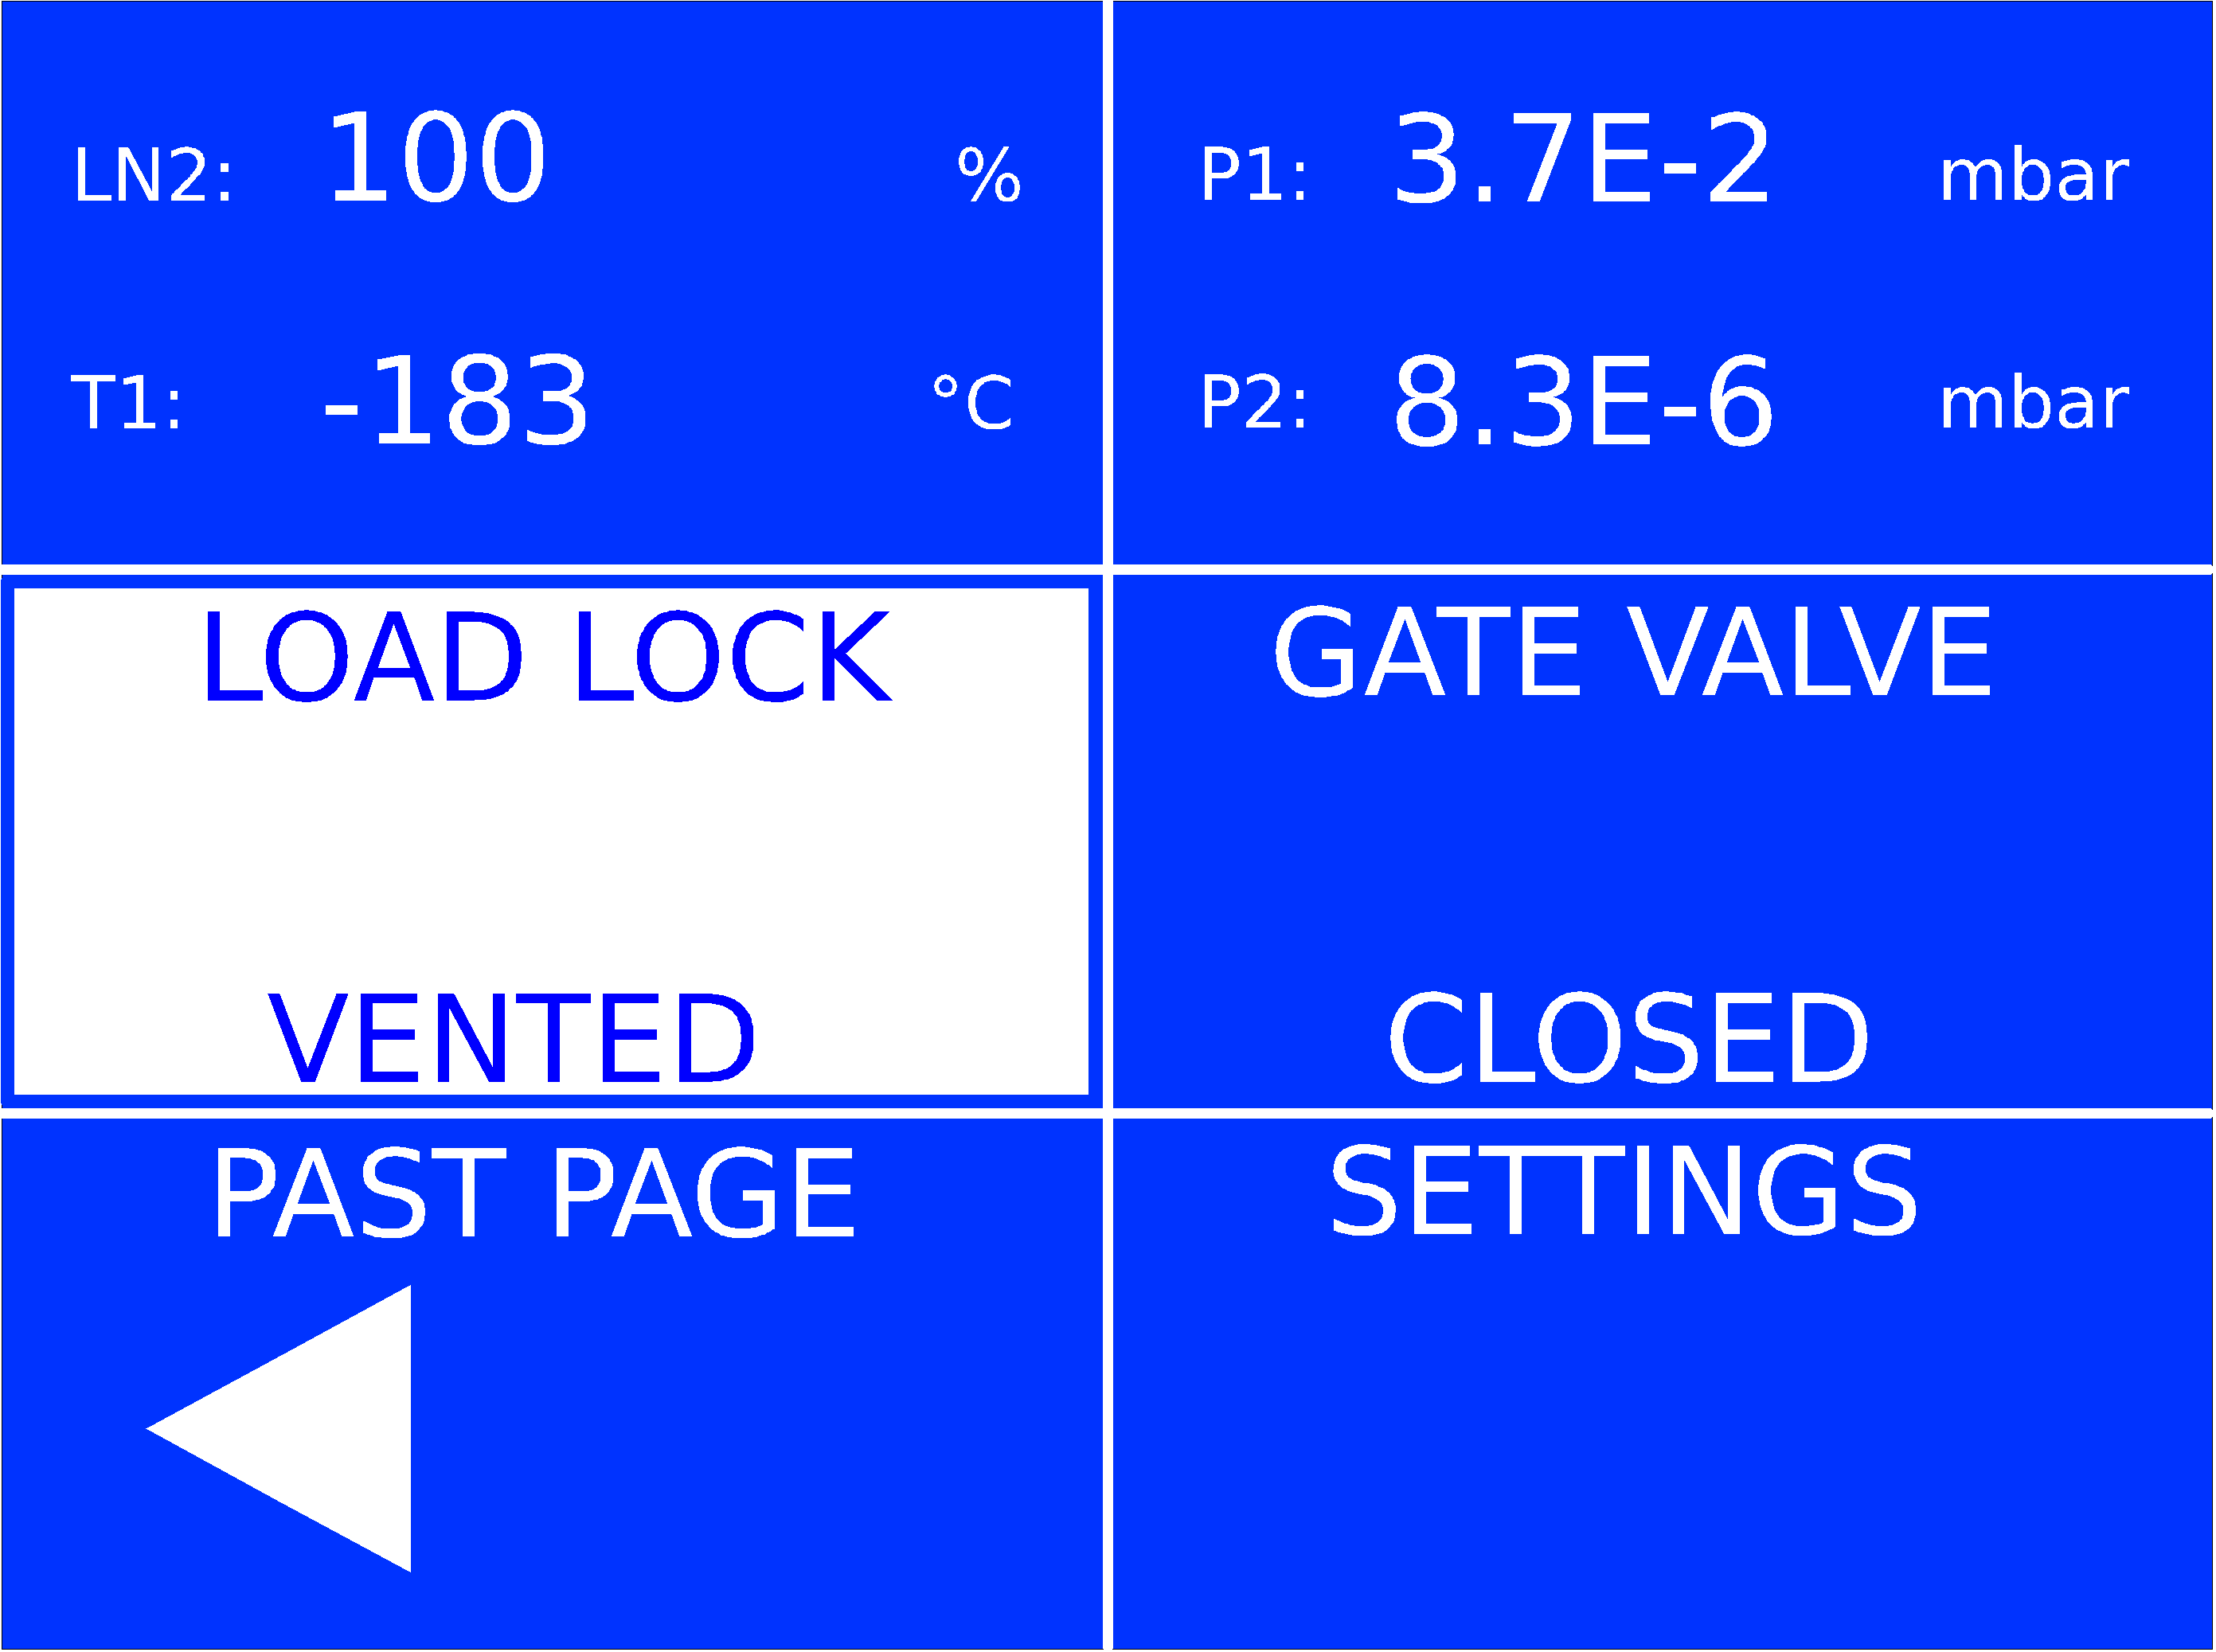 LN2: 100 %
T1: -183 °C
P1: 3.7E-2 mbar
P2: 8.3E-6 mbar
LOAD LOCK
VENTED
GATE VALVE
CLOSED
PAST PAGE
SETTINGS